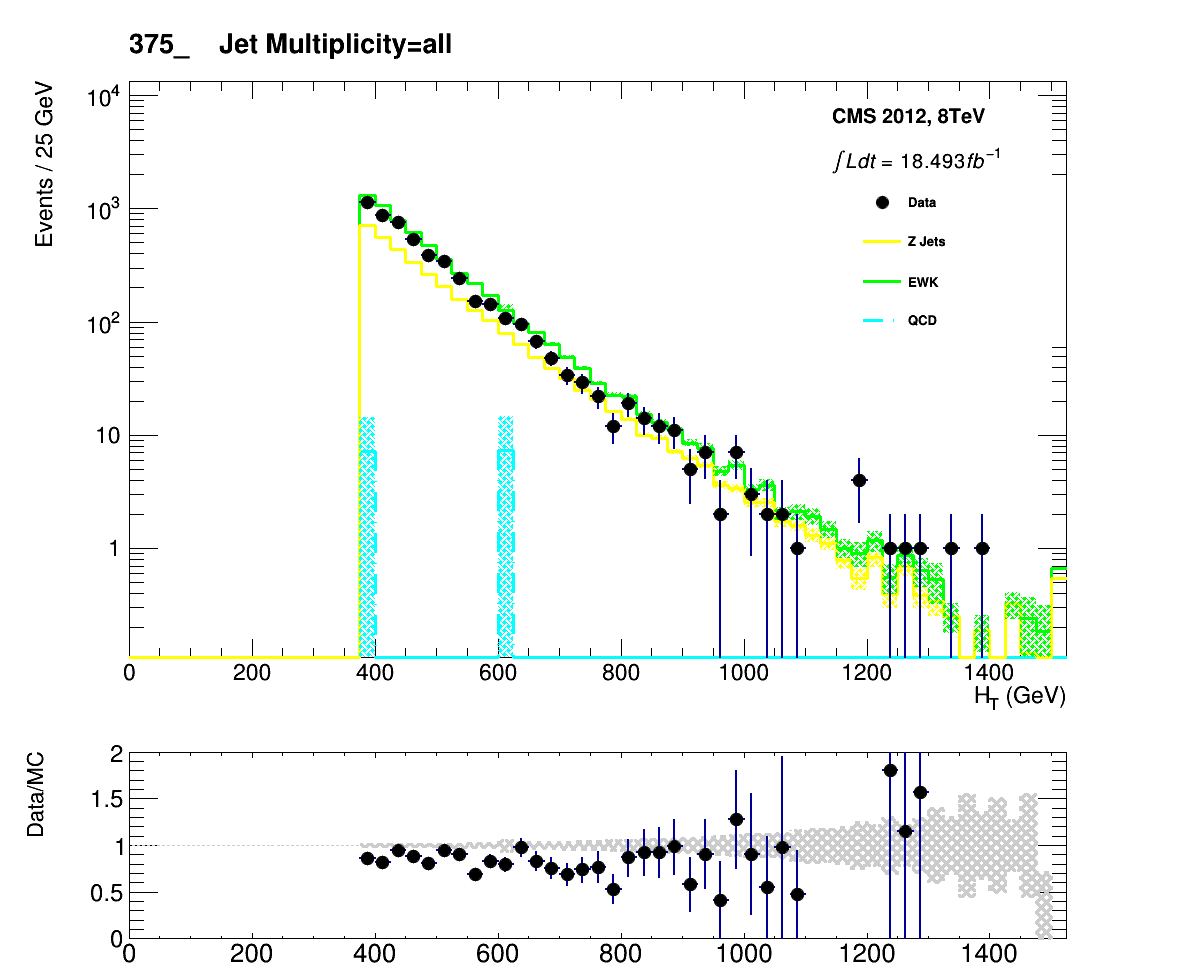 375_ Jet Multiplicity=all
Events / 25 GeV
10⁴
10³
10²
10
1
CMS 2012, 8TeV
∫Ldt = 18.493fb⁻¹
Data
Z Jets
EWK
QCD
0 200 400 600 800 1000 1200 1400
H_T (GeV)
Data/MC
2
1.5
1
0.5
0
0 200 400 600 800 1000 1200 1400